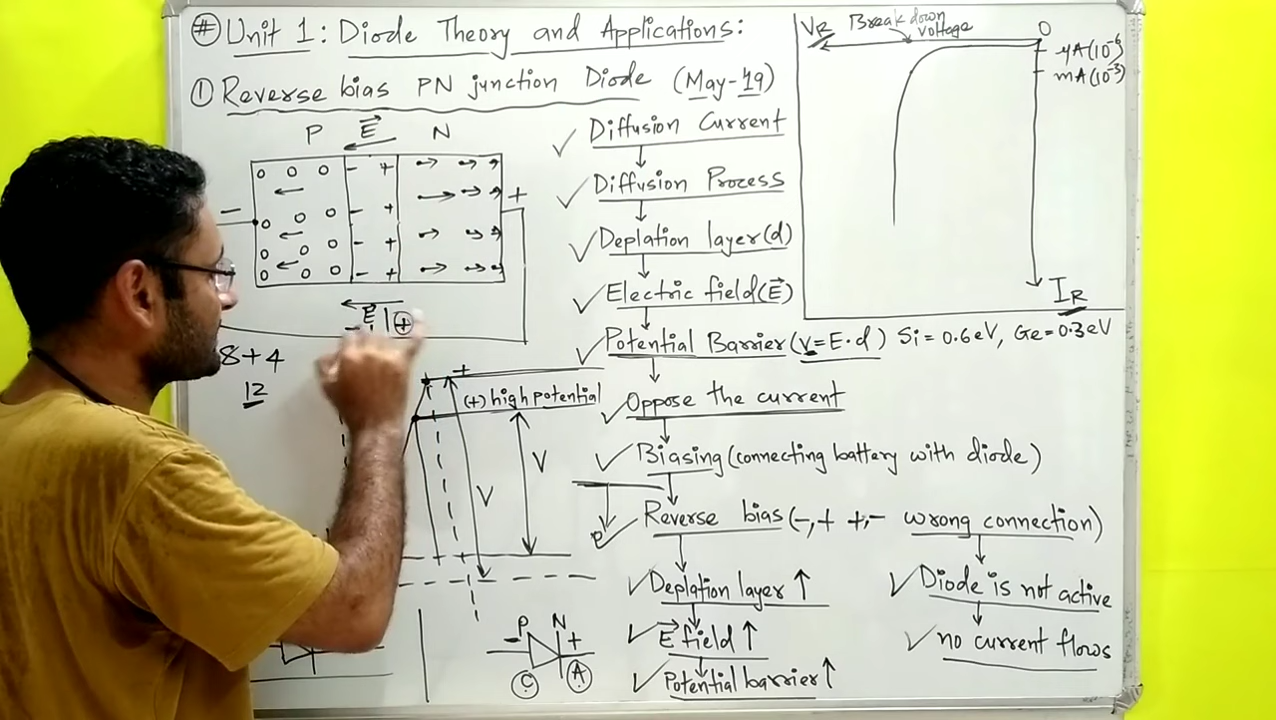 # Unit 1: Diode Theory and Applications:
① Reverse bias PN junction Diode (May-19)
P E N
- +
E
- | +
8+4
12
+
(+) high potential
V V
P N
- +
C A
Diffusion Current
Diffusion Process
Deplation layer(d)
Electric field(E)
Potential Barrier (V=E.d) Si=0.6eV, Ge=0.3eV
Oppose the current
Biasing (connecting battery with diode)
Reverse bias (-,+ +,- wrong connection)
Deplation layer ↑
E field ↑
Potential barrier ↑
Diode is not active
no current flows
VR Break down voltage 0
μA(10-6)
mA(10-3)
IR